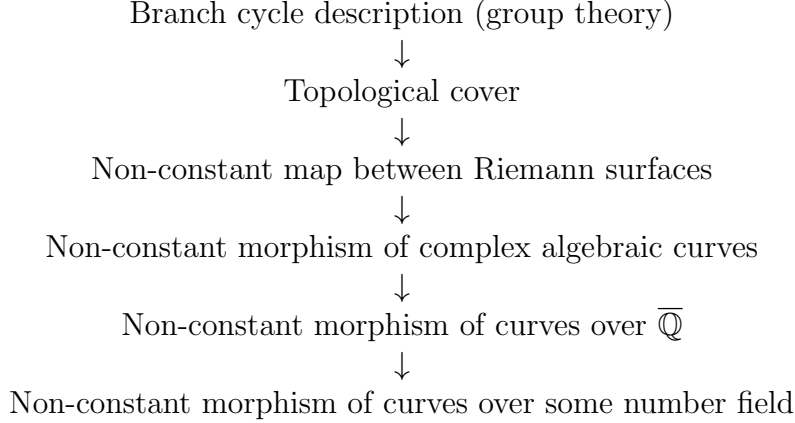 Branch cycle description (group theory)
↓
Topological cover
↓
Non-constant map between Riemann surfaces
↓
Non-constant morphism of complex algebraic curves
↓
Non-constant morphism of curves over $\overline{\mathbb{Q}}$
↓
Non-constant morphism of curves over some number field